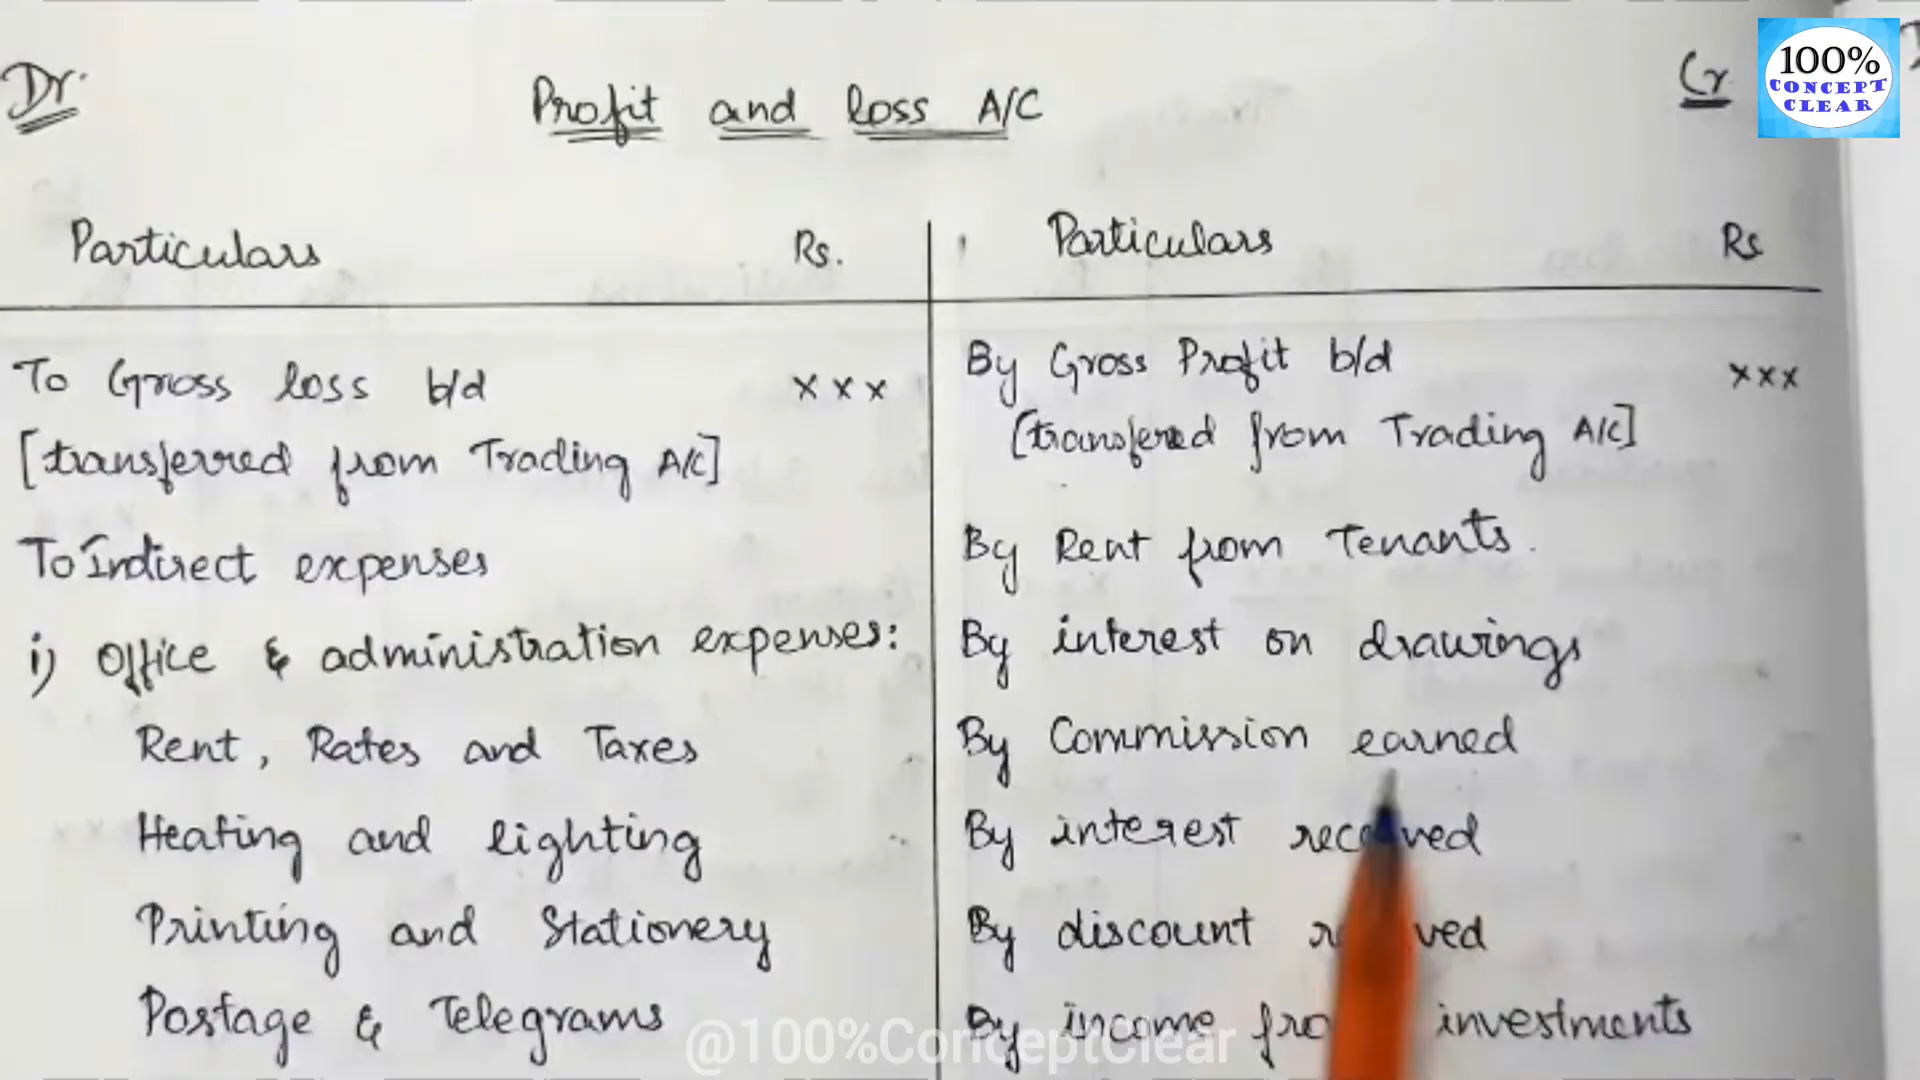 Dr.
Profit and loss A/C
Cr
100%
CONCEPT
CLEAR
Particulars Rs.
To Gross loss b/d xxx
[transferred from Trading A/C]
To Indirect expenses
i) Office & administration expenses:
Rent, Rates and Taxes
Heating and lighting
Printing and Stationery
Postage & Telegrams
Particulars Rs
By Gross Profit b/d xxx
[transfered from Trading A/C]
By Rent from Tenants.
By interest on drawings
By Commission earned
By interest received
By discount received
By income from investments
@100%ConceptClear